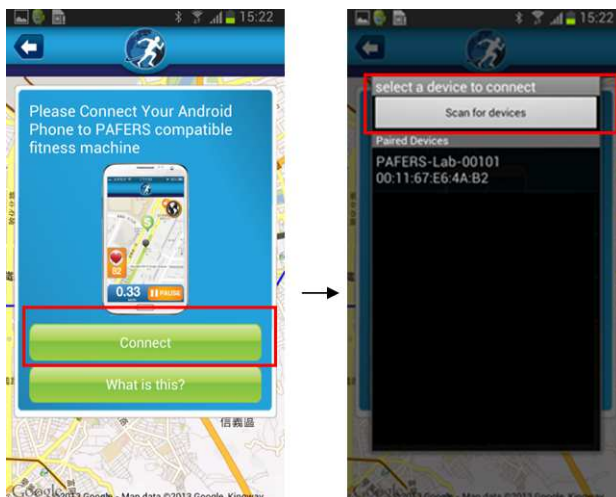 15:22
Please Connect Your Android
Phone to PAFERS compatible
fitness machine
82
0.33
PAUSE
Connect
What is this?
信義區
Google
©2013 Google - Map data ©2013 Google, Kingway
15:22
select a device to connect
Scan for devices
Paired Devices
PAFERS-Lab-00101
00:11:67:E6:4A:B2